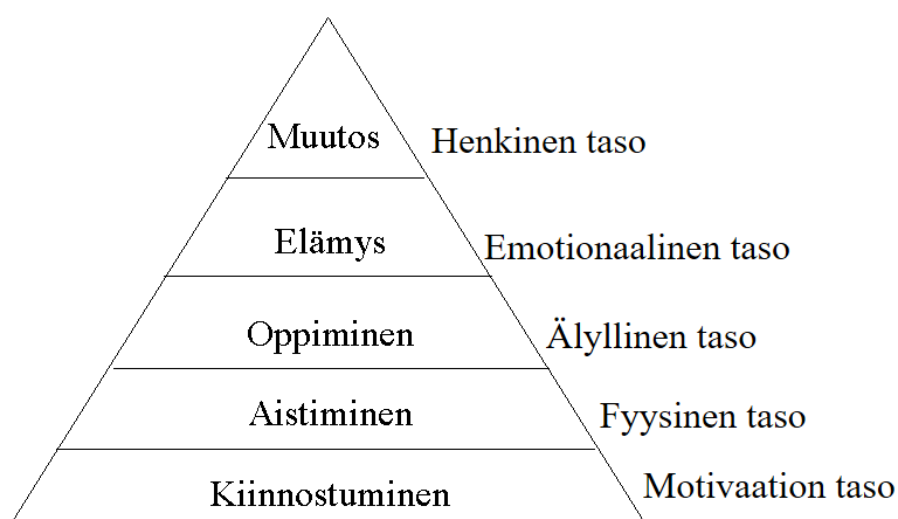 Muutos Henkinen taso
Elämys Emotionaalinen taso
Oppiminen Älyllinen taso
Aistiminen Fyysinen taso
Kiinnostuminen Motivaation taso